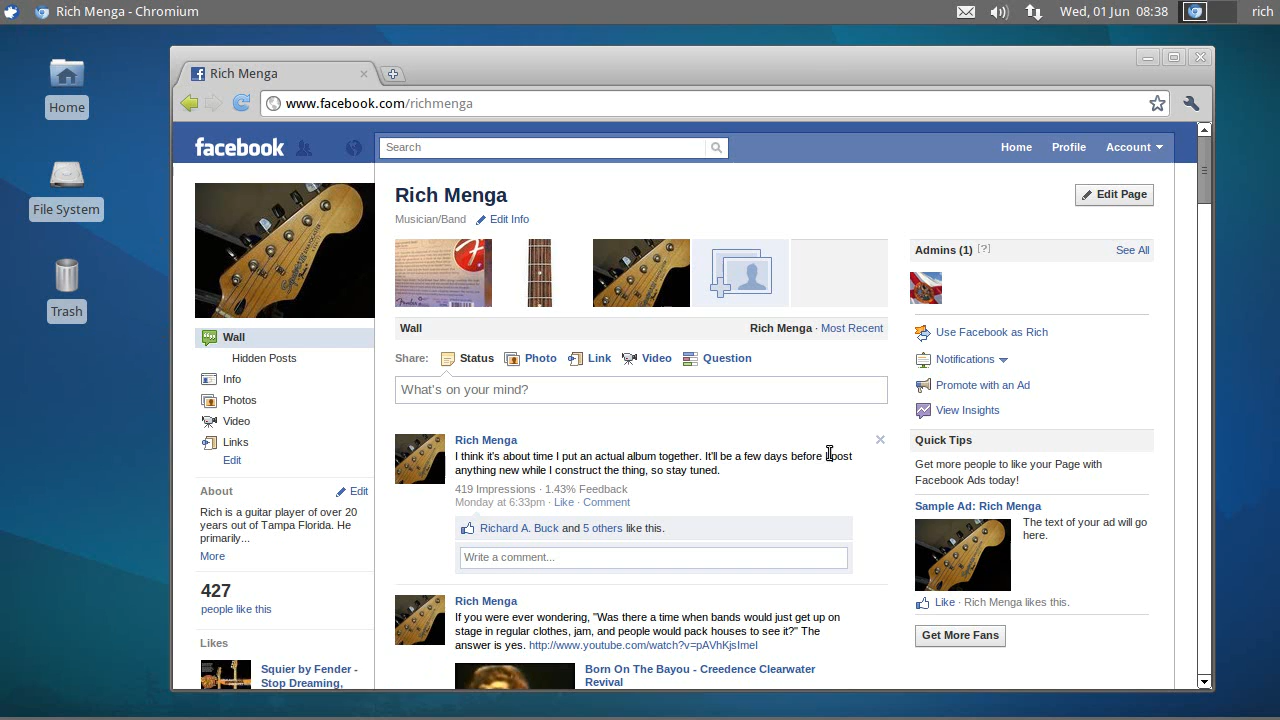 Rich Menga - Chromium
Wed, 01 Jun 08:38
rich
Home
File System
Trash
Rich Menga
www.facebook.com/richmenga
facebook
Search
Home Profile Account
Rich Menga
Edit Page
Musician/Band Edit Info
Admins (1) [?] See All
Wall
Hidden Posts
Info
Photos
Video
Links
Edit
About Edit
Rich is a guitar player of over 20
years out of Tampa Florida. He
primarily...
More
427
people like this
Likes
Squier by Fender -
Stop Dreaming,
Wall Rich Menga · Most Recent
Share: Status Photo Link Video Question
What's on your mind?
Rich Menga
I think it's about time I put an actual album together. It'll be a few days before I post
anything new while I construct the thing, so stay tuned.
419 Impressions · 1.43% Feedback
Monday at 6:33pm · Like · Comment
Richard A. Buck and 5 others like this.
Write a comment...
Rich Menga
If you were ever wondering, "Was there a time when bands would just get up on
stage in regular clothes, jam, and people would pack houses to see it?" The
answer is yes. http://www.youtube.com/watch?v=pAVhKjsImeI
Born On The Bayou - Creedence Clearwater
Revival
Use Facebook as Rich
Notifications
Promote with an Ad
View Insights
Quick Tips
Get more people to like your Page with
Facebook Ads today!
Sample Ad: Rich Menga
The text of your ad will go
here.
Like · Rich Menga likes this.
Get More Fans